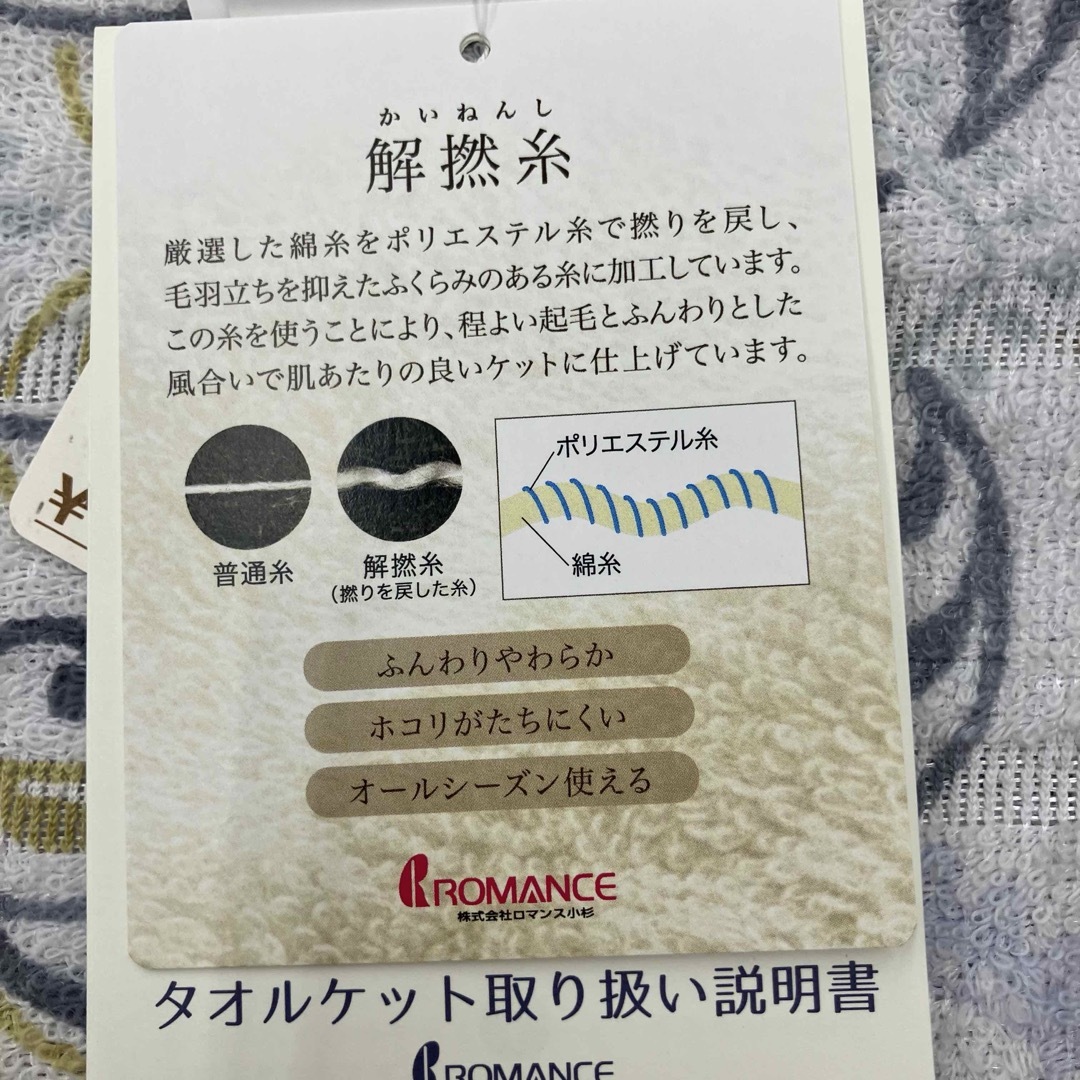 かいねんし
解撚糸
厳選した綿糸をポリエステル糸で撚りを戻し、
毛羽立ちを抑えたふくらみのある糸に加工しています。
この糸を使うことにより、程よい起毛とふんわりとした
風合いで肌あたりの良いケットに仕上げています。
ポリエステル糸
綿糸
普通糸
解撚糸
(撚りを戻した糸)
ふんわりやわらか
ホコリがたちにくい
オールシーズン使える
ROMANCE
株式会社ロマンス小杉
¥
タオルケット取り扱い説明書
ROMANCE